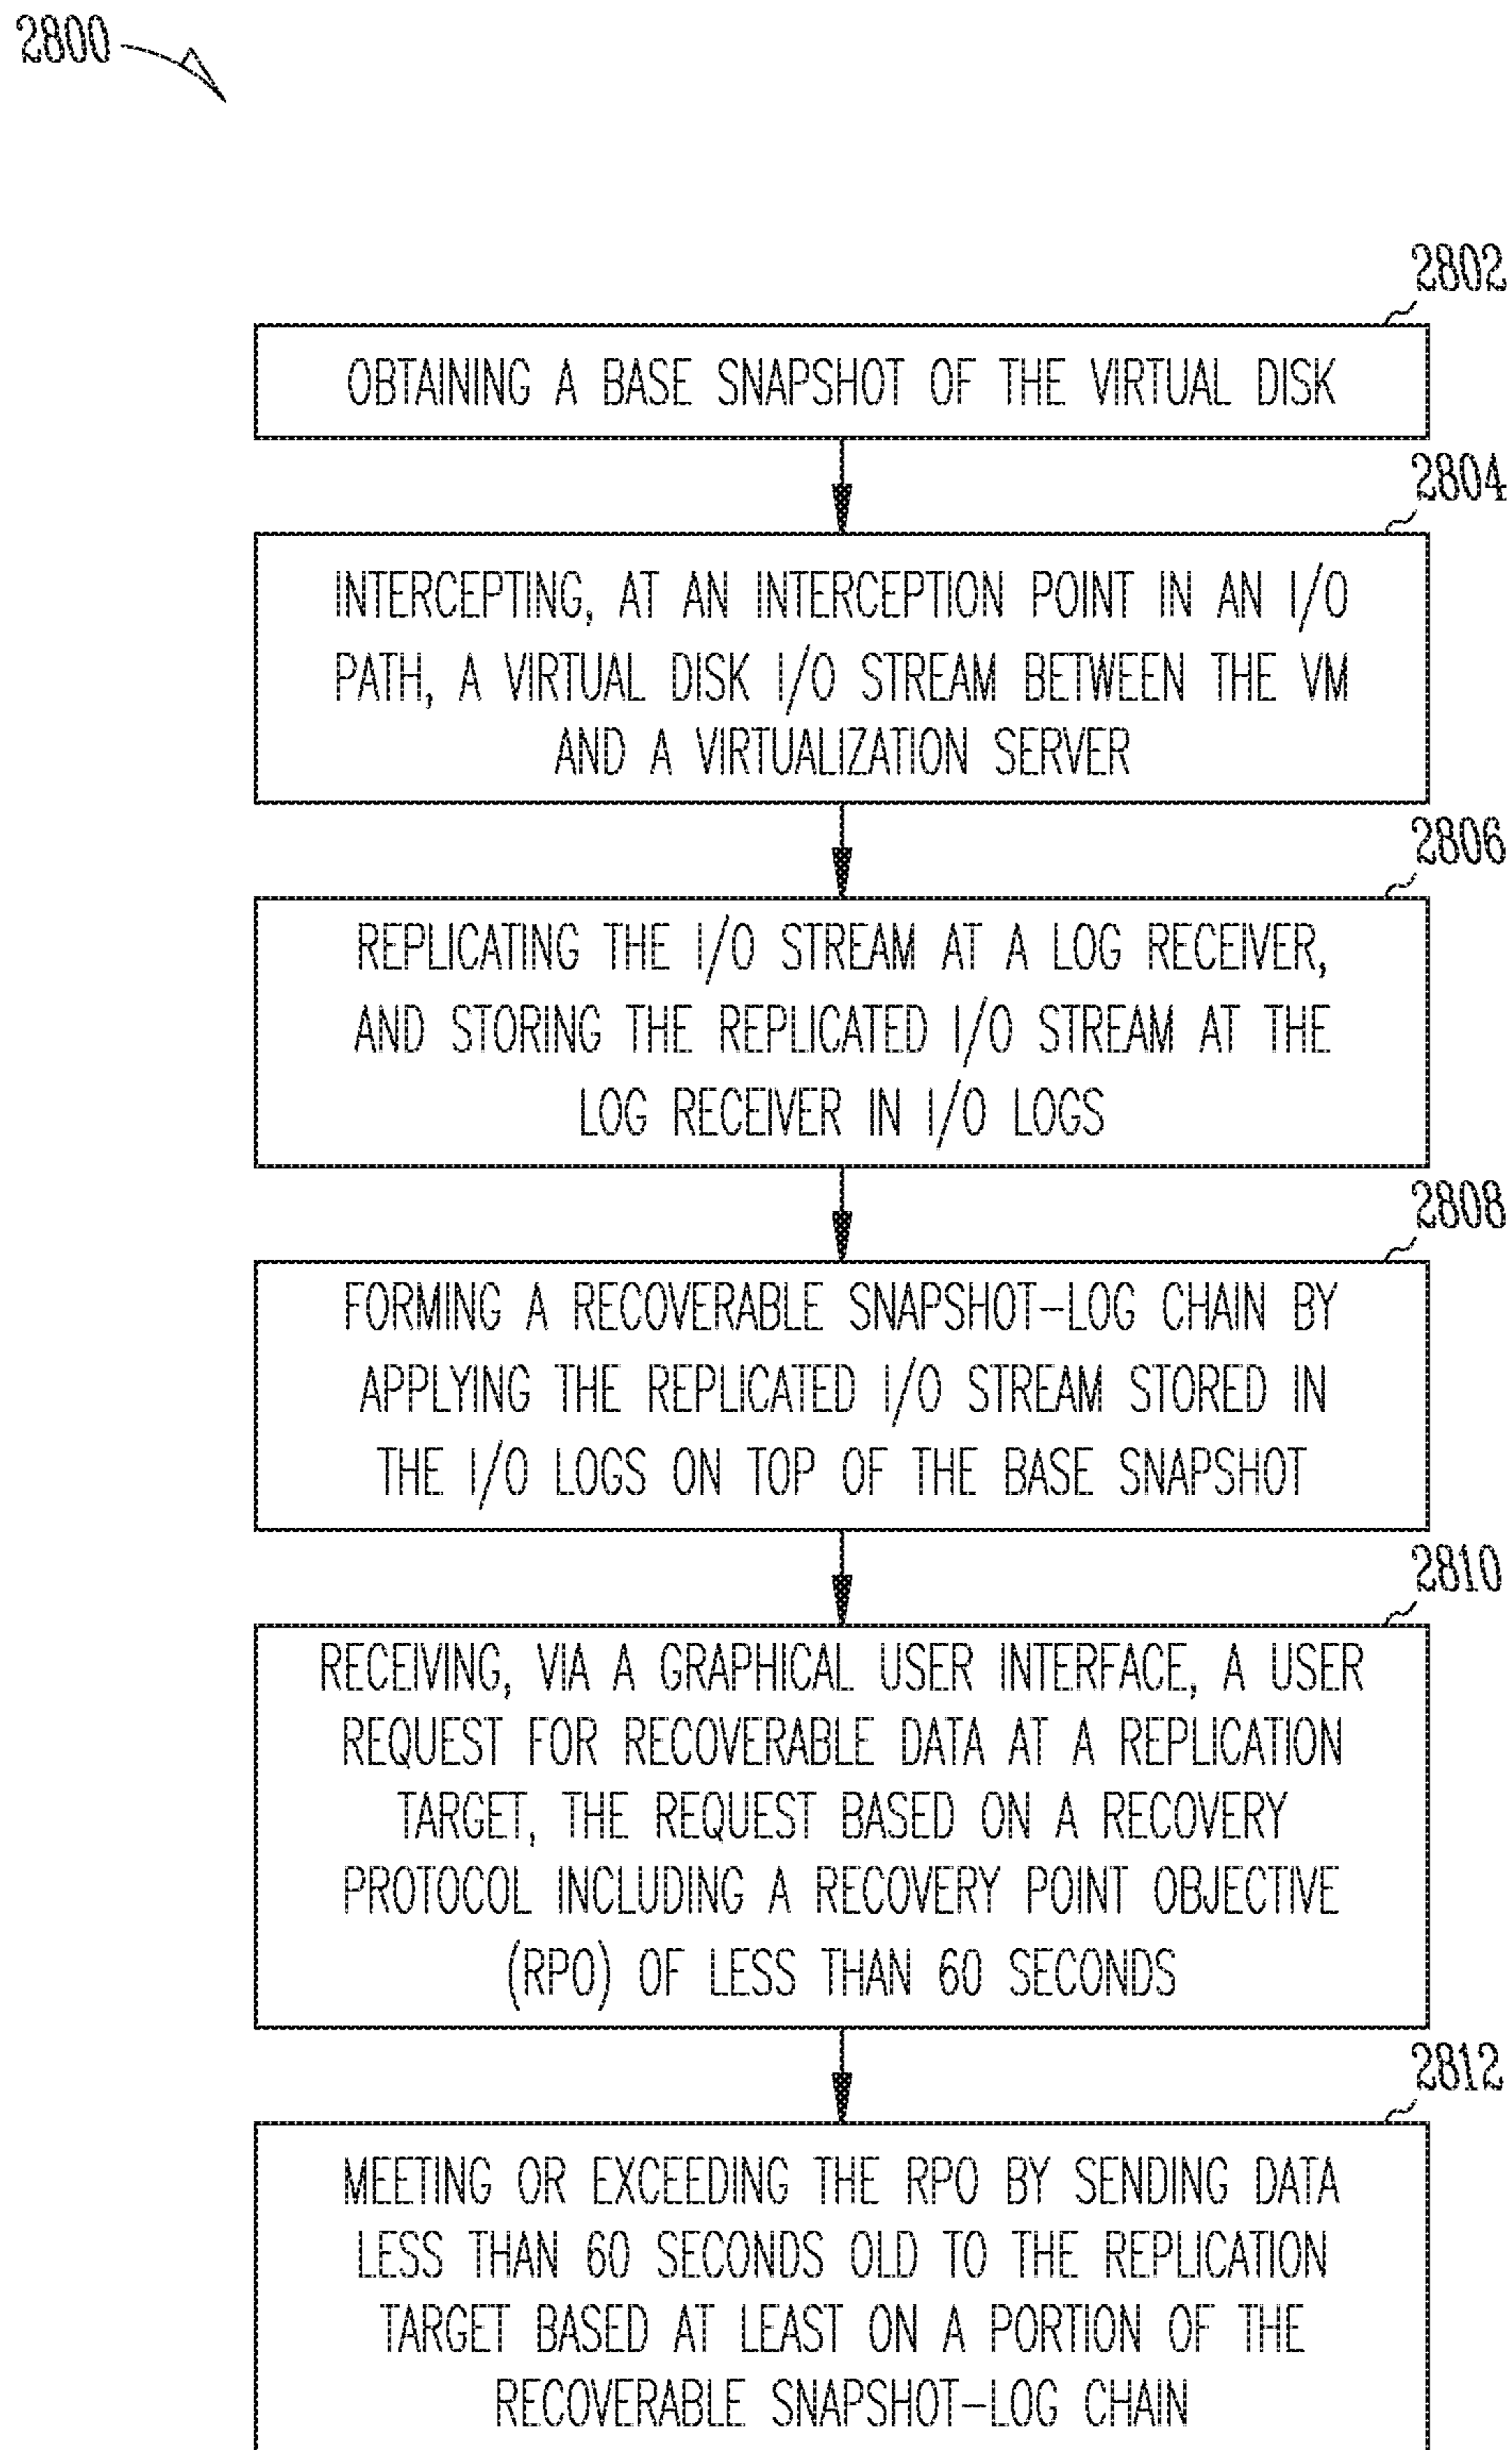 2800
2802
OBTAINING A BASE SNAPSHOT OF THE VIRTUAL DISK
2804
INTERCEPTING, AT AN INTERCEPTION POINT IN AN I/O
PATH, A VIRTUAL DISK I/O STREAM BETWEEN THE VM
AND A VIRTUALIZATION SERVER
2806
REPLICATING THE I/O STREAM AT A LOG RECEIVER,
AND STORING THE REPLICATED I/O STREAM AT THE
LOG RECEIVER IN I/O LOGS
2808
FORMING A RECOVERABLE SNAPSHOT-LOG CHAIN BY
APPLYING THE REPLICATED I/O STREAM STORED IN
THE I/O LOGS ON TOP OF THE BASE SNAPSHOT
2810
RECEIVING, VIA A GRAPHICAL USER INTERFACE, A USER
REQUEST FOR RECOVERABLE DATA AT A REPLICATION
TARGET, THE REQUEST BASED ON A RECOVERY
PROTOCOL INCLUDING A RECOVERY POINT OBJECTIVE
(RPO) OF LESS THAN 60 SECONDS
2812
MEETING OR EXCEEDING THE RPO BY SENDING DATA
LESS THAN 60 SECONDS OLD TO THE REPLICATION
TARGET BASED AT LEAST ON A PORTION OF THE
RECOVERABLE SNAPSHOT-LOG CHAIN